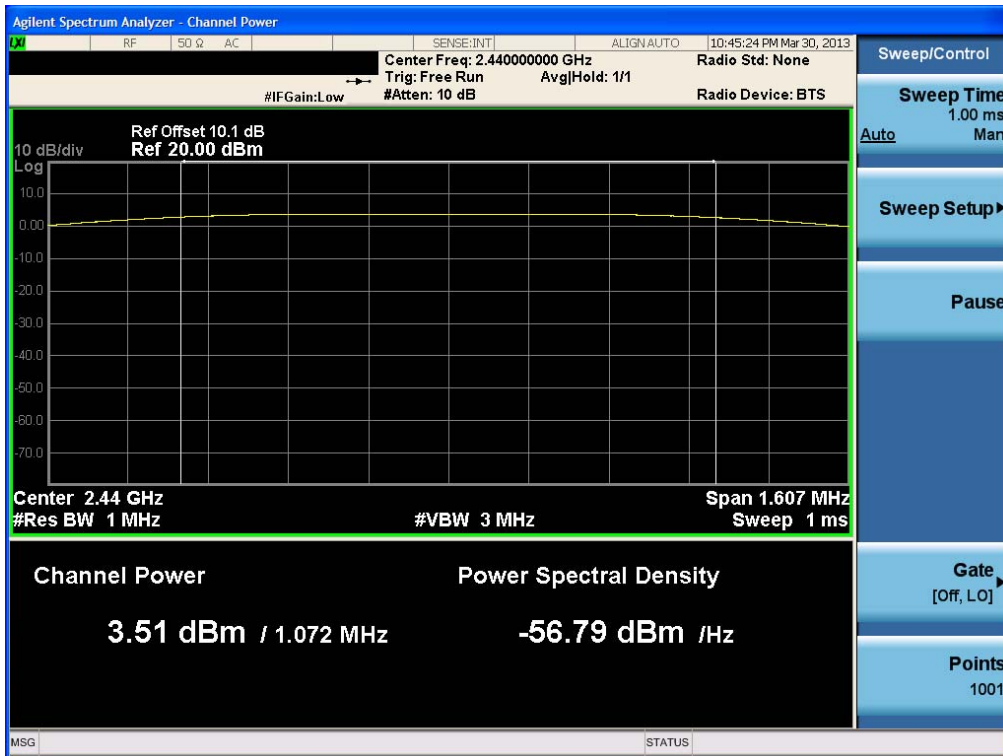 Agilent Spectrum Analyzer - Channel Power
LXI RF 50 Ω AC SENSE:INT ALIGNAUTO 10:45:24 PM Mar 30, 2013
Center Freq: 2.440000000 GHz Radio Std: None
Trig: Free Run Avg|Hold: 1/1
#IFGain:Low #Atten: 10 dB Radio Device: BTS
Ref Offset 10.1 dB
10 dB/div Ref 20.00 dBm
Log
10.0
0.00
-10.0
-20.0
-30.0
-40.0
-50.0
-60.0
-70.0
Center 2.44 GHz Span 1.607 MHz
#Res BW 1 MHz #VBW 3 MHz Sweep 1 ms
Channel Power Power Spectral Density
3.51 dBm / 1.072 MHz -56.79 dBm /Hz
MSG STATUS
Sweep/Control
Sweep Time
1.00 ms
Auto Man
Sweep Setup
Pause
Gate
[Off, LO]
Points
1001